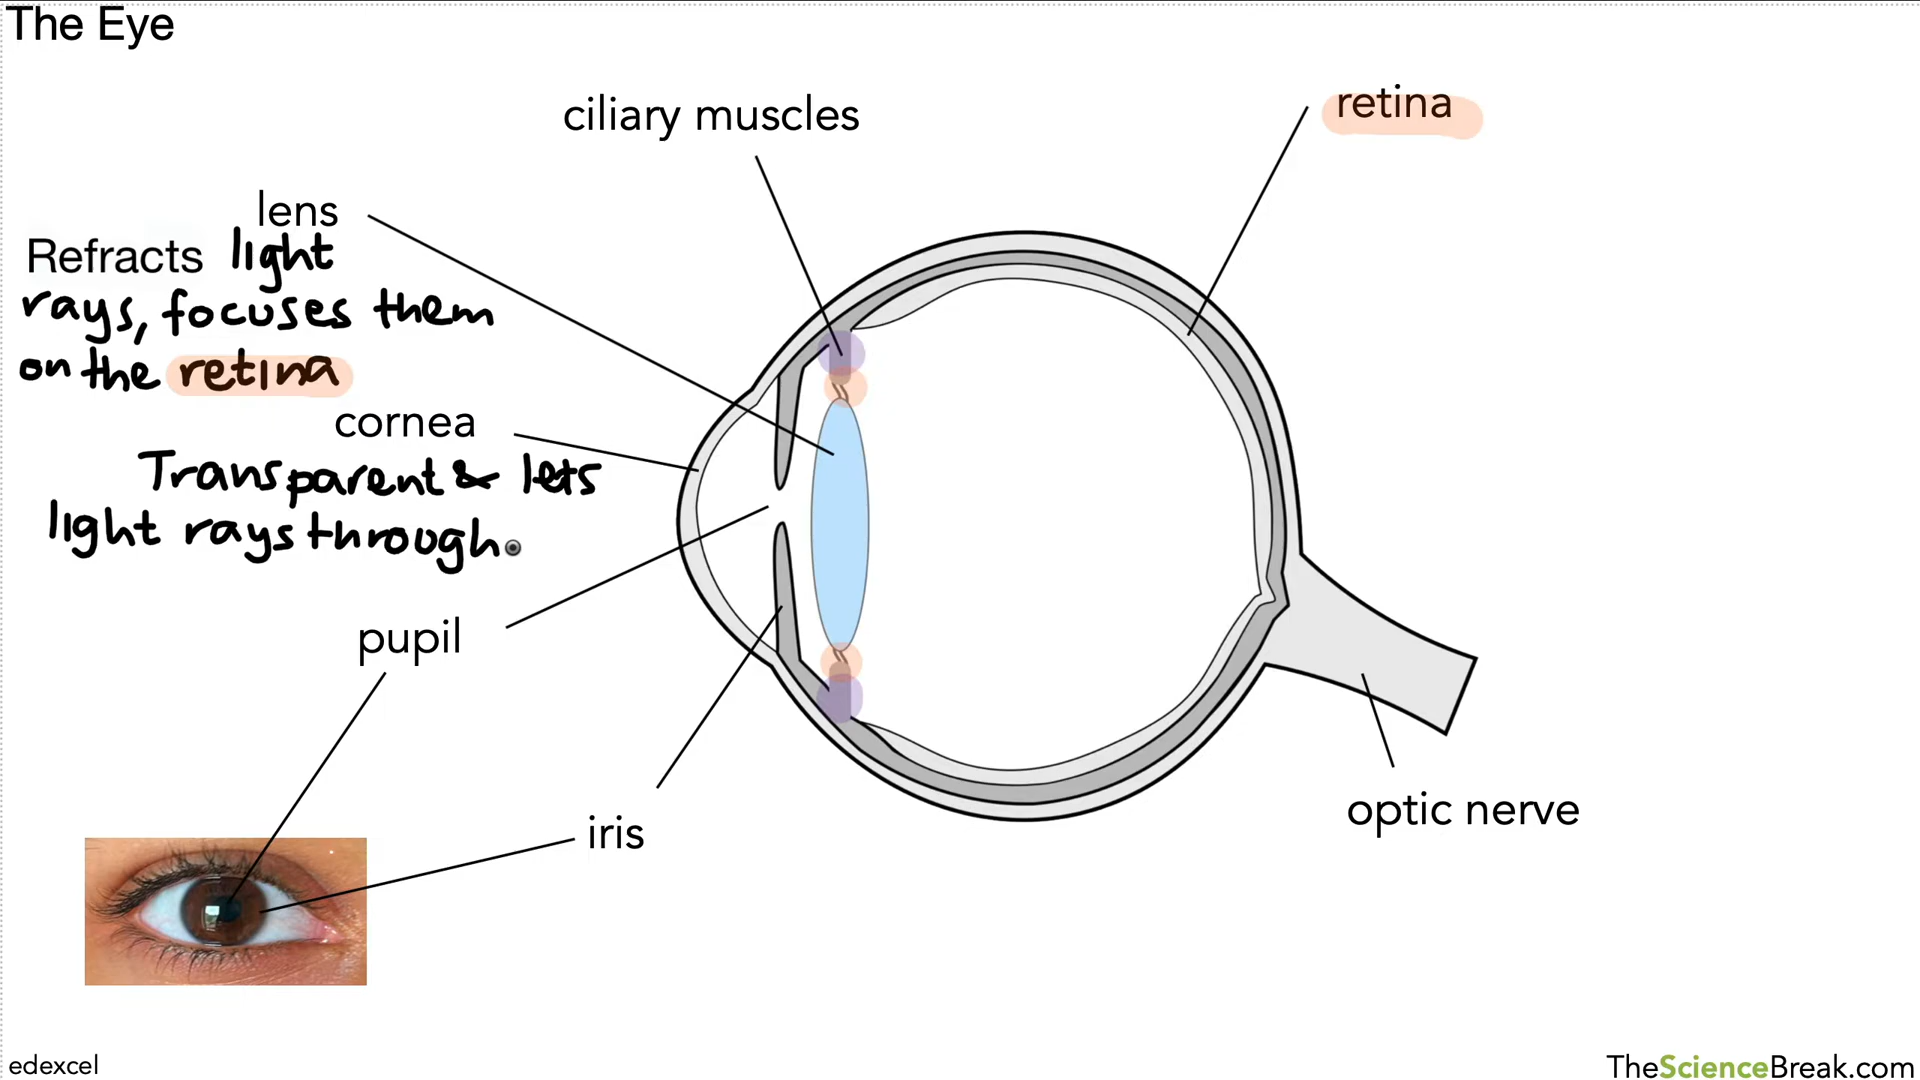 The Eye
ciliary muscles
retina
lens
Refracts light
rays, focuses them
on the retina
cornea
Transparent & lets
light rays through
pupil
iris
optic nerve
edexcel
TheScienceBreak.com